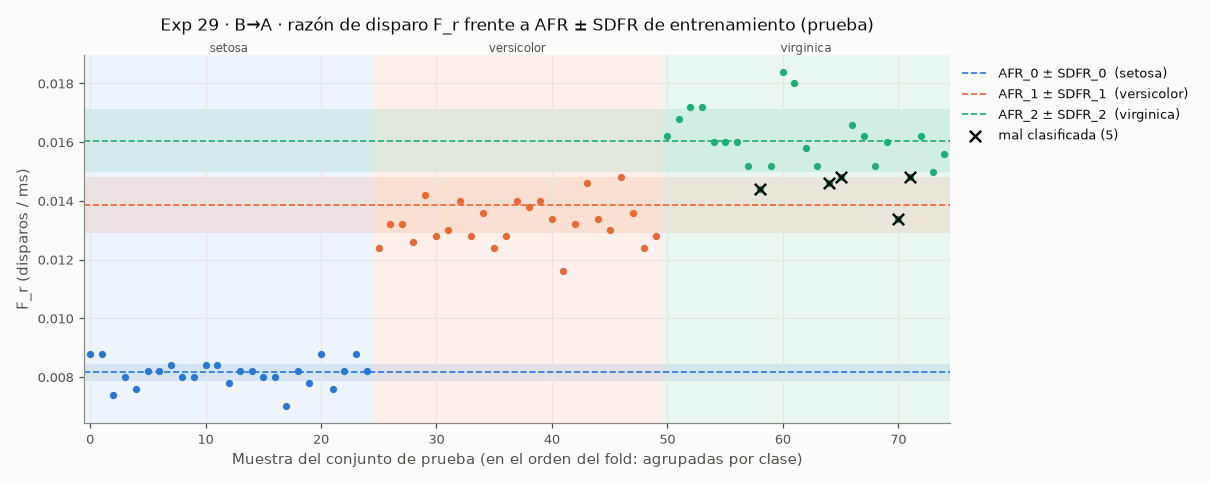 Exp 29 · B→A · razón de disparo F_r frente a AFR ± SDFR de entrenamiento (prueba)
setosa
versicolor
virginica
AFR_0 ± SDFR_0 (setosa)
AFR_1 ± SDFR_1 (versicolor)
AFR_2 ± SDFR_2 (virginica)
mal clasificada (5)
F_r (disparos / ms)
0.018
0.016
0.014
0.012
0.010
0.008
0
10
20
30
40
50
60
70
Muestra del conjunto de prueba (en el orden del fold: agrupadas por clase)